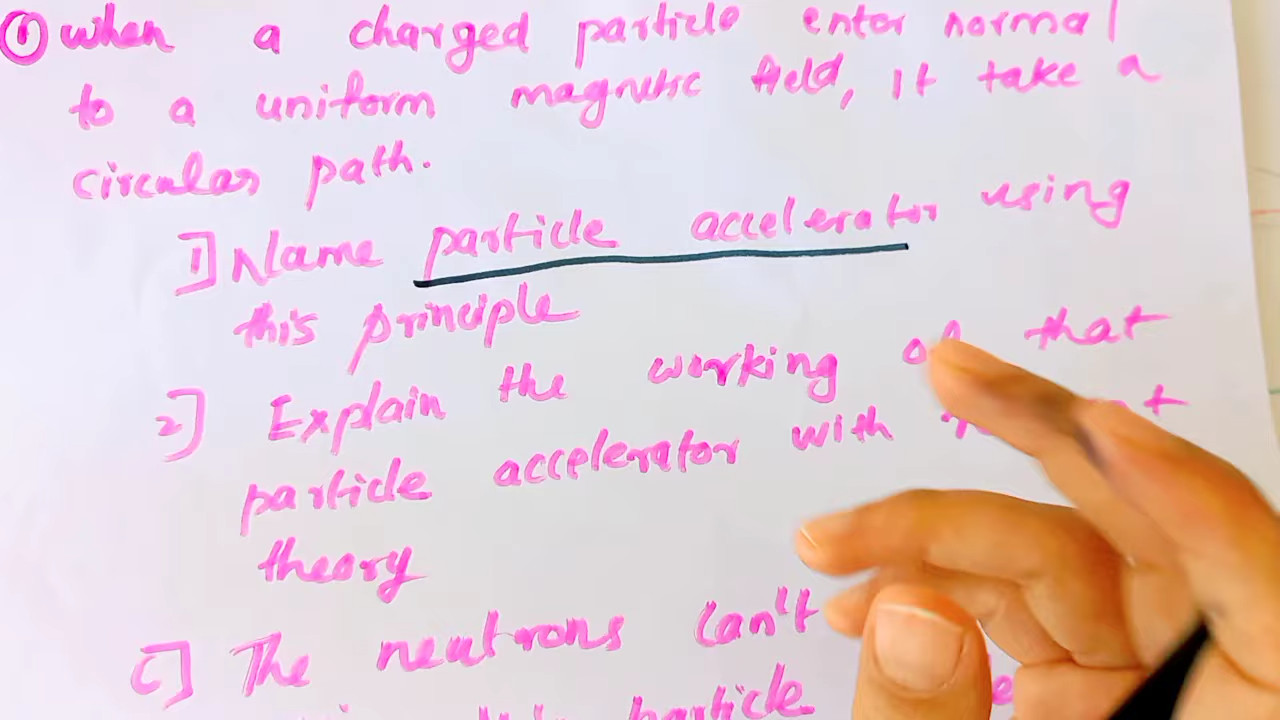 ① When a charged particle enter normal
to a uniform magnetic field, it take a
circular path.
1] Name particle accelerator using
this principle
2] Explain the working of that
particle accelerator with
theory
C] The neutrons can't
particle